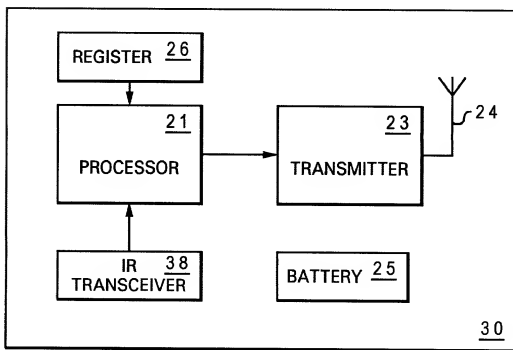 REGISTER 26
21
PROCESSOR
23
TRANSMITTER
24
IR 38
TRANSCEIVER
BATTERY 25
30